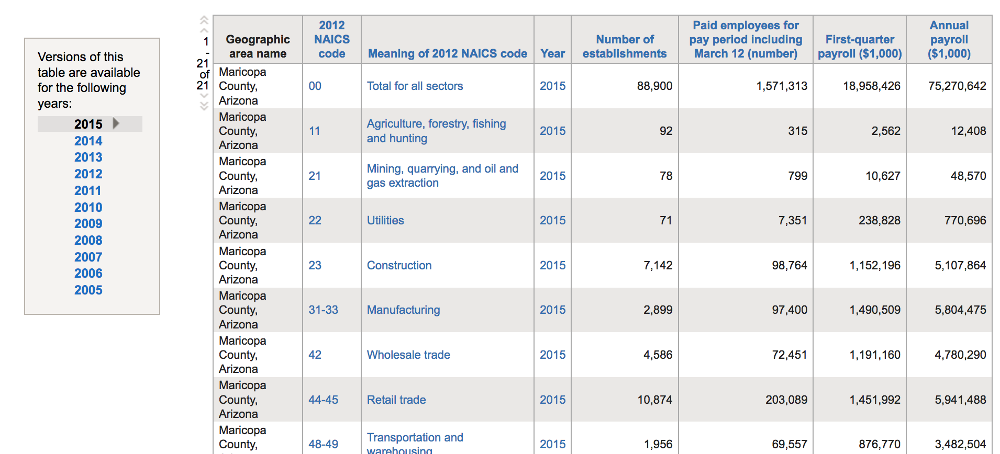 Versions of this
table are available
for the following
years:
2015
2014
2013
2012
2011
2010
2009
2008
2007
2006
2005
1
-
21
of
21
Geographic
area name
2012
NAICS
code
Meaning of 2012 NAICS code
Year
Number of
establishments
Paid employees for
pay period including
March 12 (number)
First-quarter
payroll ($1,000)
Annual
payroll
($1,000)
Maricopa
County,
Arizona
00
Total for all sectors
2015
88,900
1,571,313
18,958,426
75,270,642
Maricopa
County,
Arizona
11
Agriculture, forestry, fishing
and hunting
2015
92
315
2,562
12,408
Maricopa
County,
Arizona
21
Mining, quarrying, and oil and
gas extraction
2015
78
799
10,627
48,570
Maricopa
County,
Arizona
22
Utilities
2015
71
7,351
238,828
770,696
Maricopa
County,
Arizona
23
Construction
2015
7,142
98,764
1,152,196
5,107,864
Maricopa
County,
Arizona
31-33
Manufacturing
2015
2,899
97,400
1,490,509
5,804,475
Maricopa
County,
Arizona
42
Wholesale trade
2015
4,586
72,451
1,191,160
4,780,290
Maricopa
County,
Arizona
44-45
Retail trade
2015
10,874
203,089
1,451,992
5,941,488
Maricopa
County,
48-49
Transportation and
warehousing
2015
1,956
69,557
876,770
3,482,504